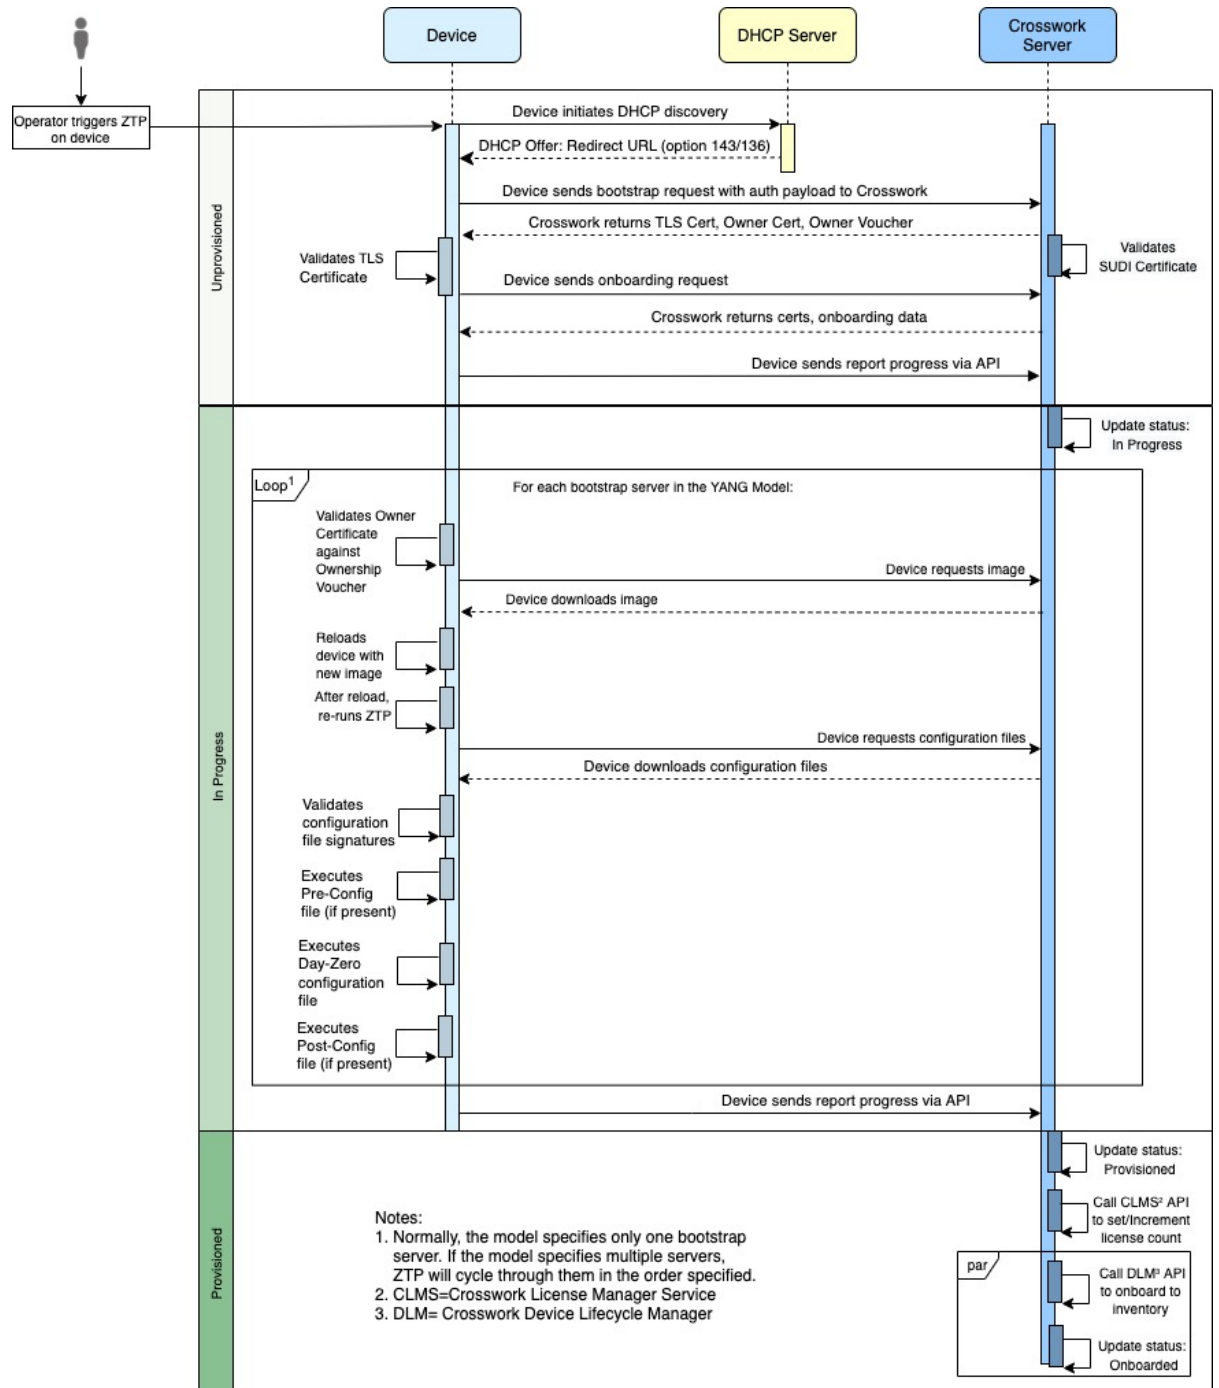 Device
DHCP Server
Crosswork
Server
Operator triggers ZTP
on device
Unprovisioned
Device initiates DHCP discovery
DHCP Offer: Redirect URL (option 143/136)
Device sends bootstrap request with auth payload to Crosswork
Crosswork returns TLS Cert, Owner Cert, Owner Voucher
Validates TLS
Certificate
Validates
SUDI Certificate
Device sends onboarding request
Crosswork returns certs, onboarding data
Device sends report progress via API
In Progress
Update status:
In Progress
Loop¹
For each bootstrap server in the YANG Model:
Validates Owner
Certificate
against
Ownership
Voucher
Device requests image
Device downloads image
Reloads
device with
new image
After reload,
re-runs ZTP
Device requests configuration files
Device downloads configuration files
Validates
configuration
file signatures
Executes
Pre-Config
file (if present)
Executes
Day-Zero
configuration
file
Executes
Post-Config
file (if present)
Device sends report progress via API
Provisioned
Update status:
Provisioned
Call CLMS² API
to set/Increment
license count
par
Call DLM³ API
to onboard to
inventory
Update status:
Onboarded
Notes:
1. Normally, the model specifies only one bootstrap
server. If the model specifies multiple servers,
ZTP will cycle through them in the order specified.
2. CLMS=Crosswork License Manager Service
3. DLM= Crosswork Device Lifecycle Manager